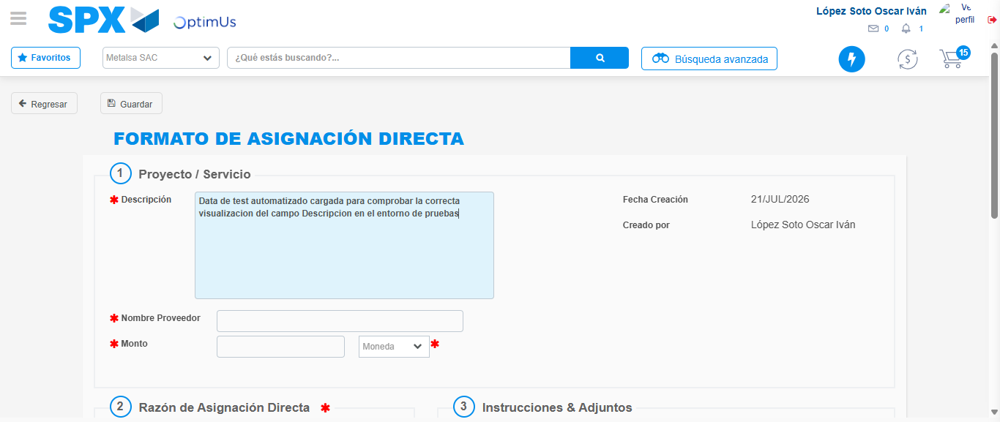 SPX OptimUs
López Soto Oscar Iván
Ve
perfil
0 1
Favoritos
Metalsa SAC
¿Qué estás buscando?...
Búsqueda avanzada
15
Regresar
Guardar
FORMATO DE ASIGNACIÓN DIRECTA
1 Proyecto / Servicio
* Descripción
Data de test automatizado cargada para comprobar la correcta
visualizacion del campo Descripcion en el entorno de pruebas
Fecha Creación 21/JUL/2026
Creado por López Soto Oscar Iván
* Nombre Proveedor
* Monto
Moneda *
2 Razón de Asignación Directa *
3 Instrucciones & Adjuntos